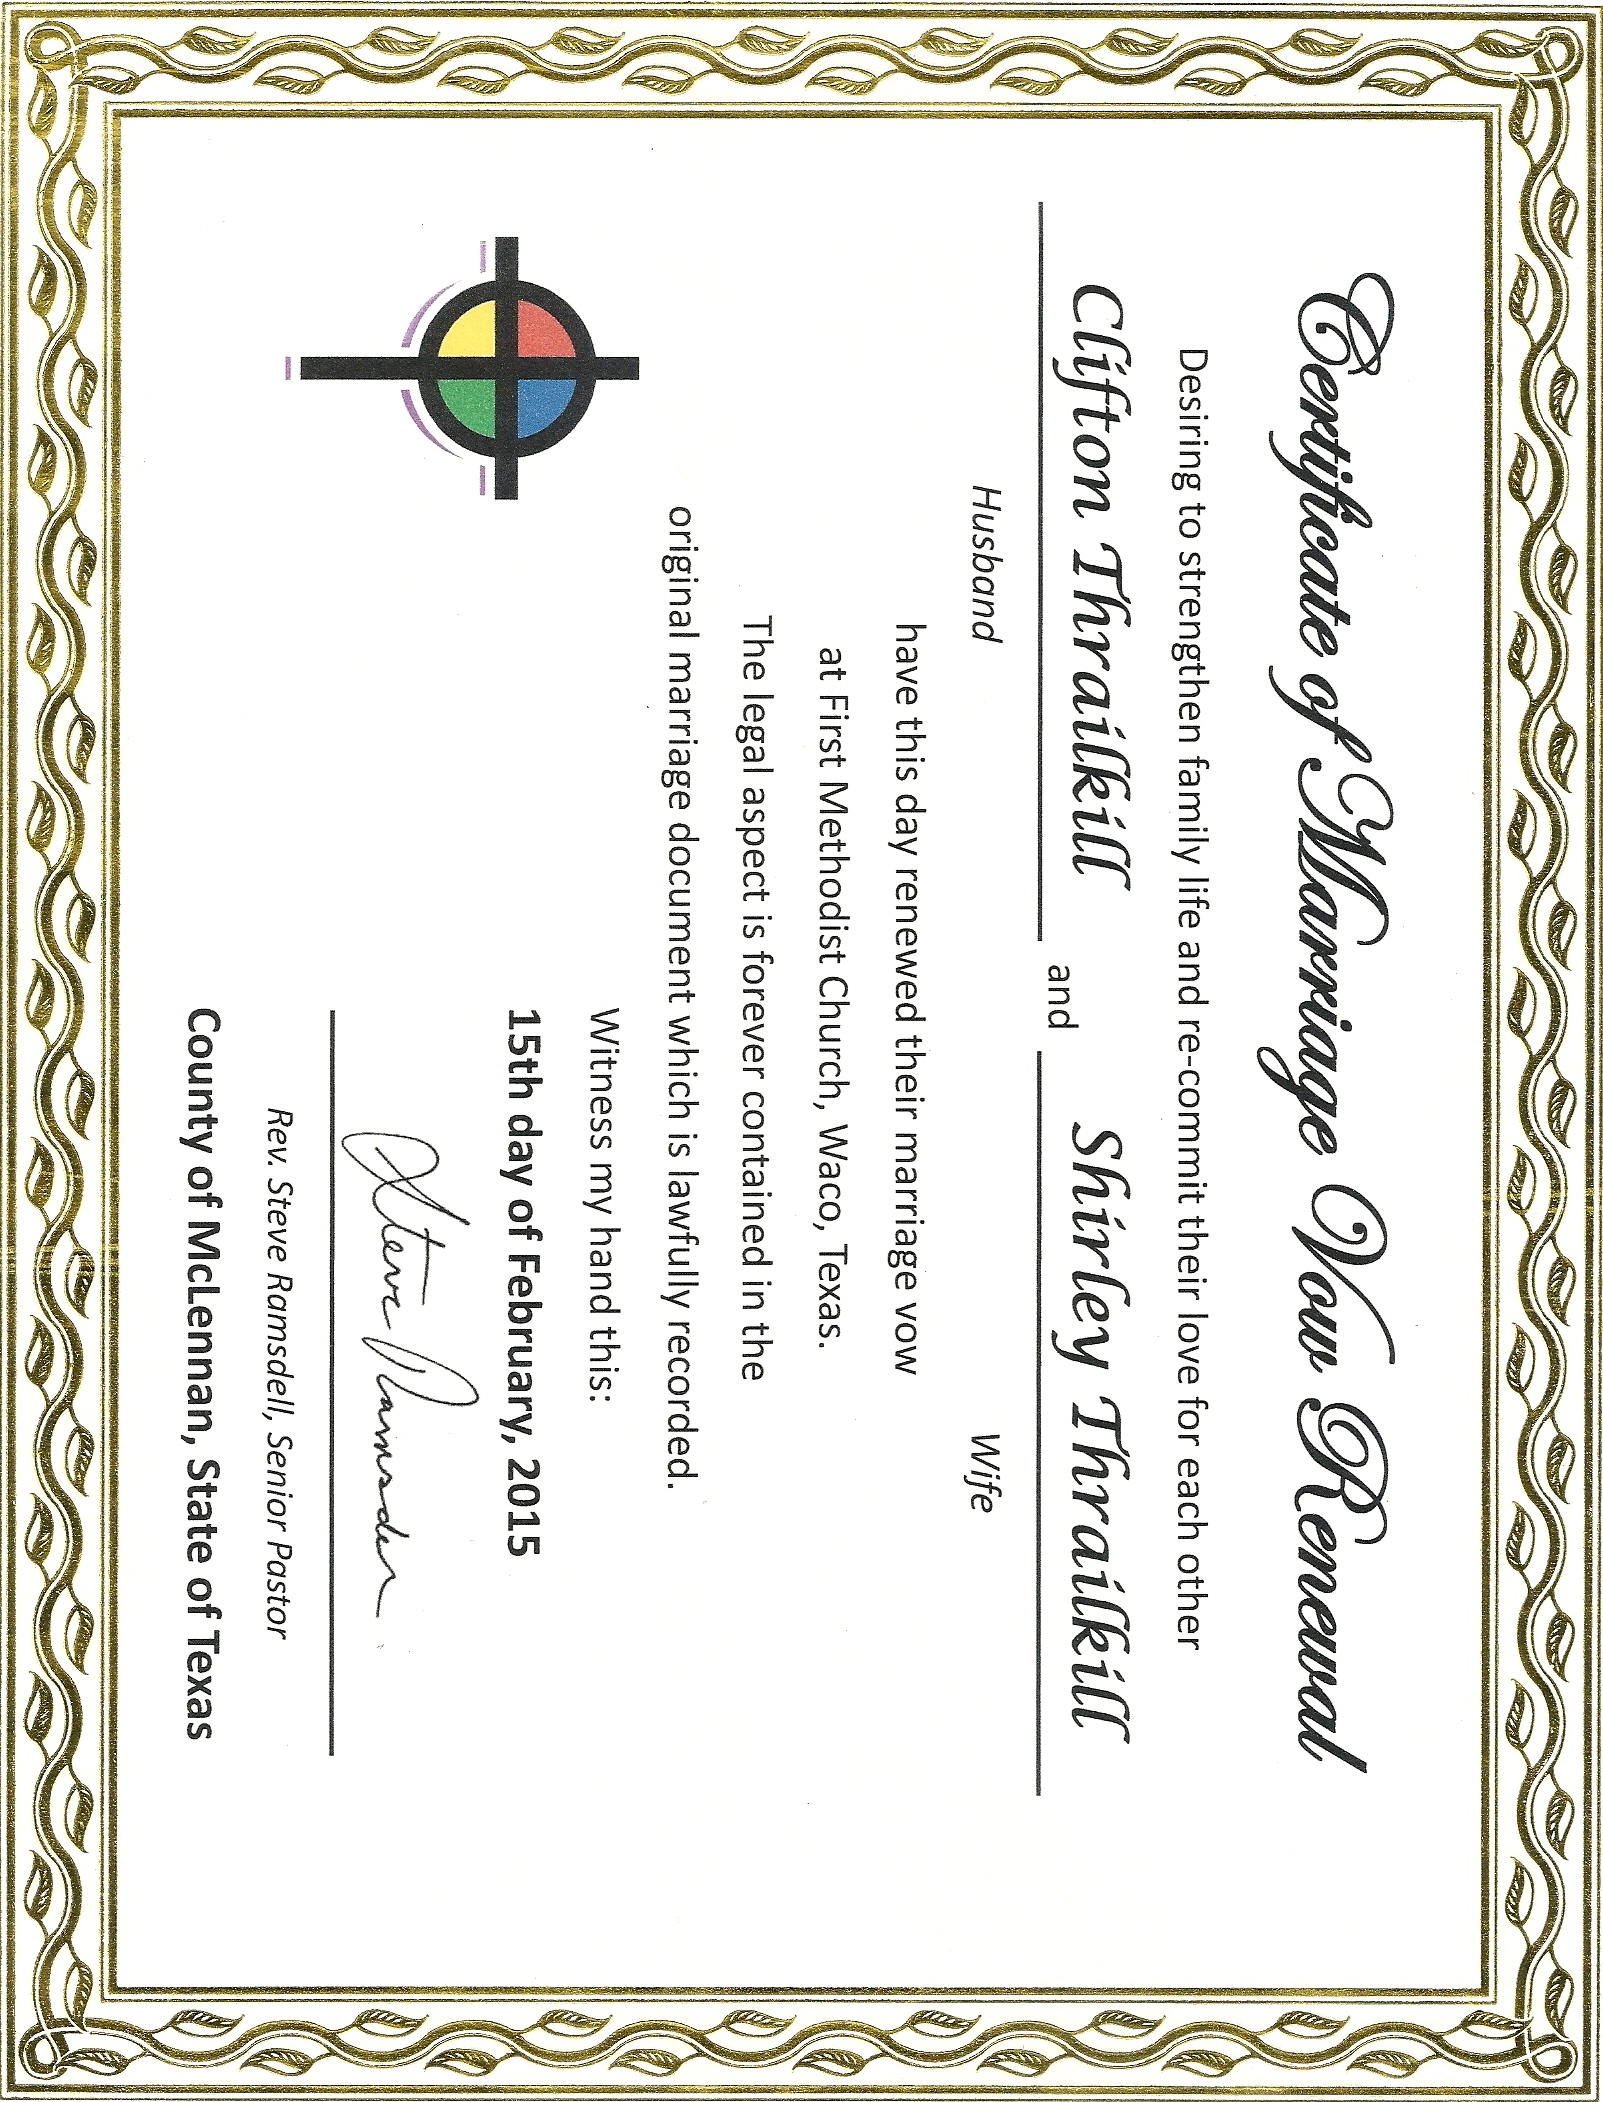 Certificate of Marriage Vow Renewal
Desiring to strengthen family life and re-commit their love for each other
Clifton Thrailkill and Shirley Thrailkill
Husband Wife
have this day renewed their marriage vow
at First Methodist Church, Waco, Texas.
The legal aspect is forever contained in the
original marriage document which is lawfully recorded.
Witness my hand this:
15th day of February, 2015
Steve Ramsdell
Rev. Steve Ramsdell, Senior Pastor
County of McLennan, State of Texas